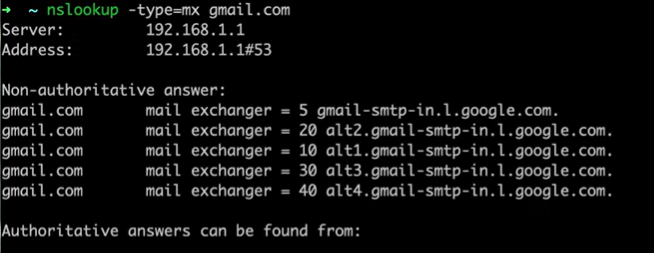 ➜  ~ nslookup -type=mx gmail.com
Server:		192.168.1.1
Address:	192.168.1.1#53

Non-authoritative answer:
gmail.com	mail exchanger = 5 gmail-smtp-in.l.google.com.
gmail.com	mail exchanger = 20 alt2.gmail-smtp-in.l.google.com.
gmail.com	mail exchanger = 10 alt1.gmail-smtp-in.l.google.com.
gmail.com	mail exchanger = 30 alt3.gmail-smtp-in.l.google.com.
gmail.com	mail exchanger = 40 alt4.gmail-smtp-in.l.google.com.

Authoritative answers can be found from: